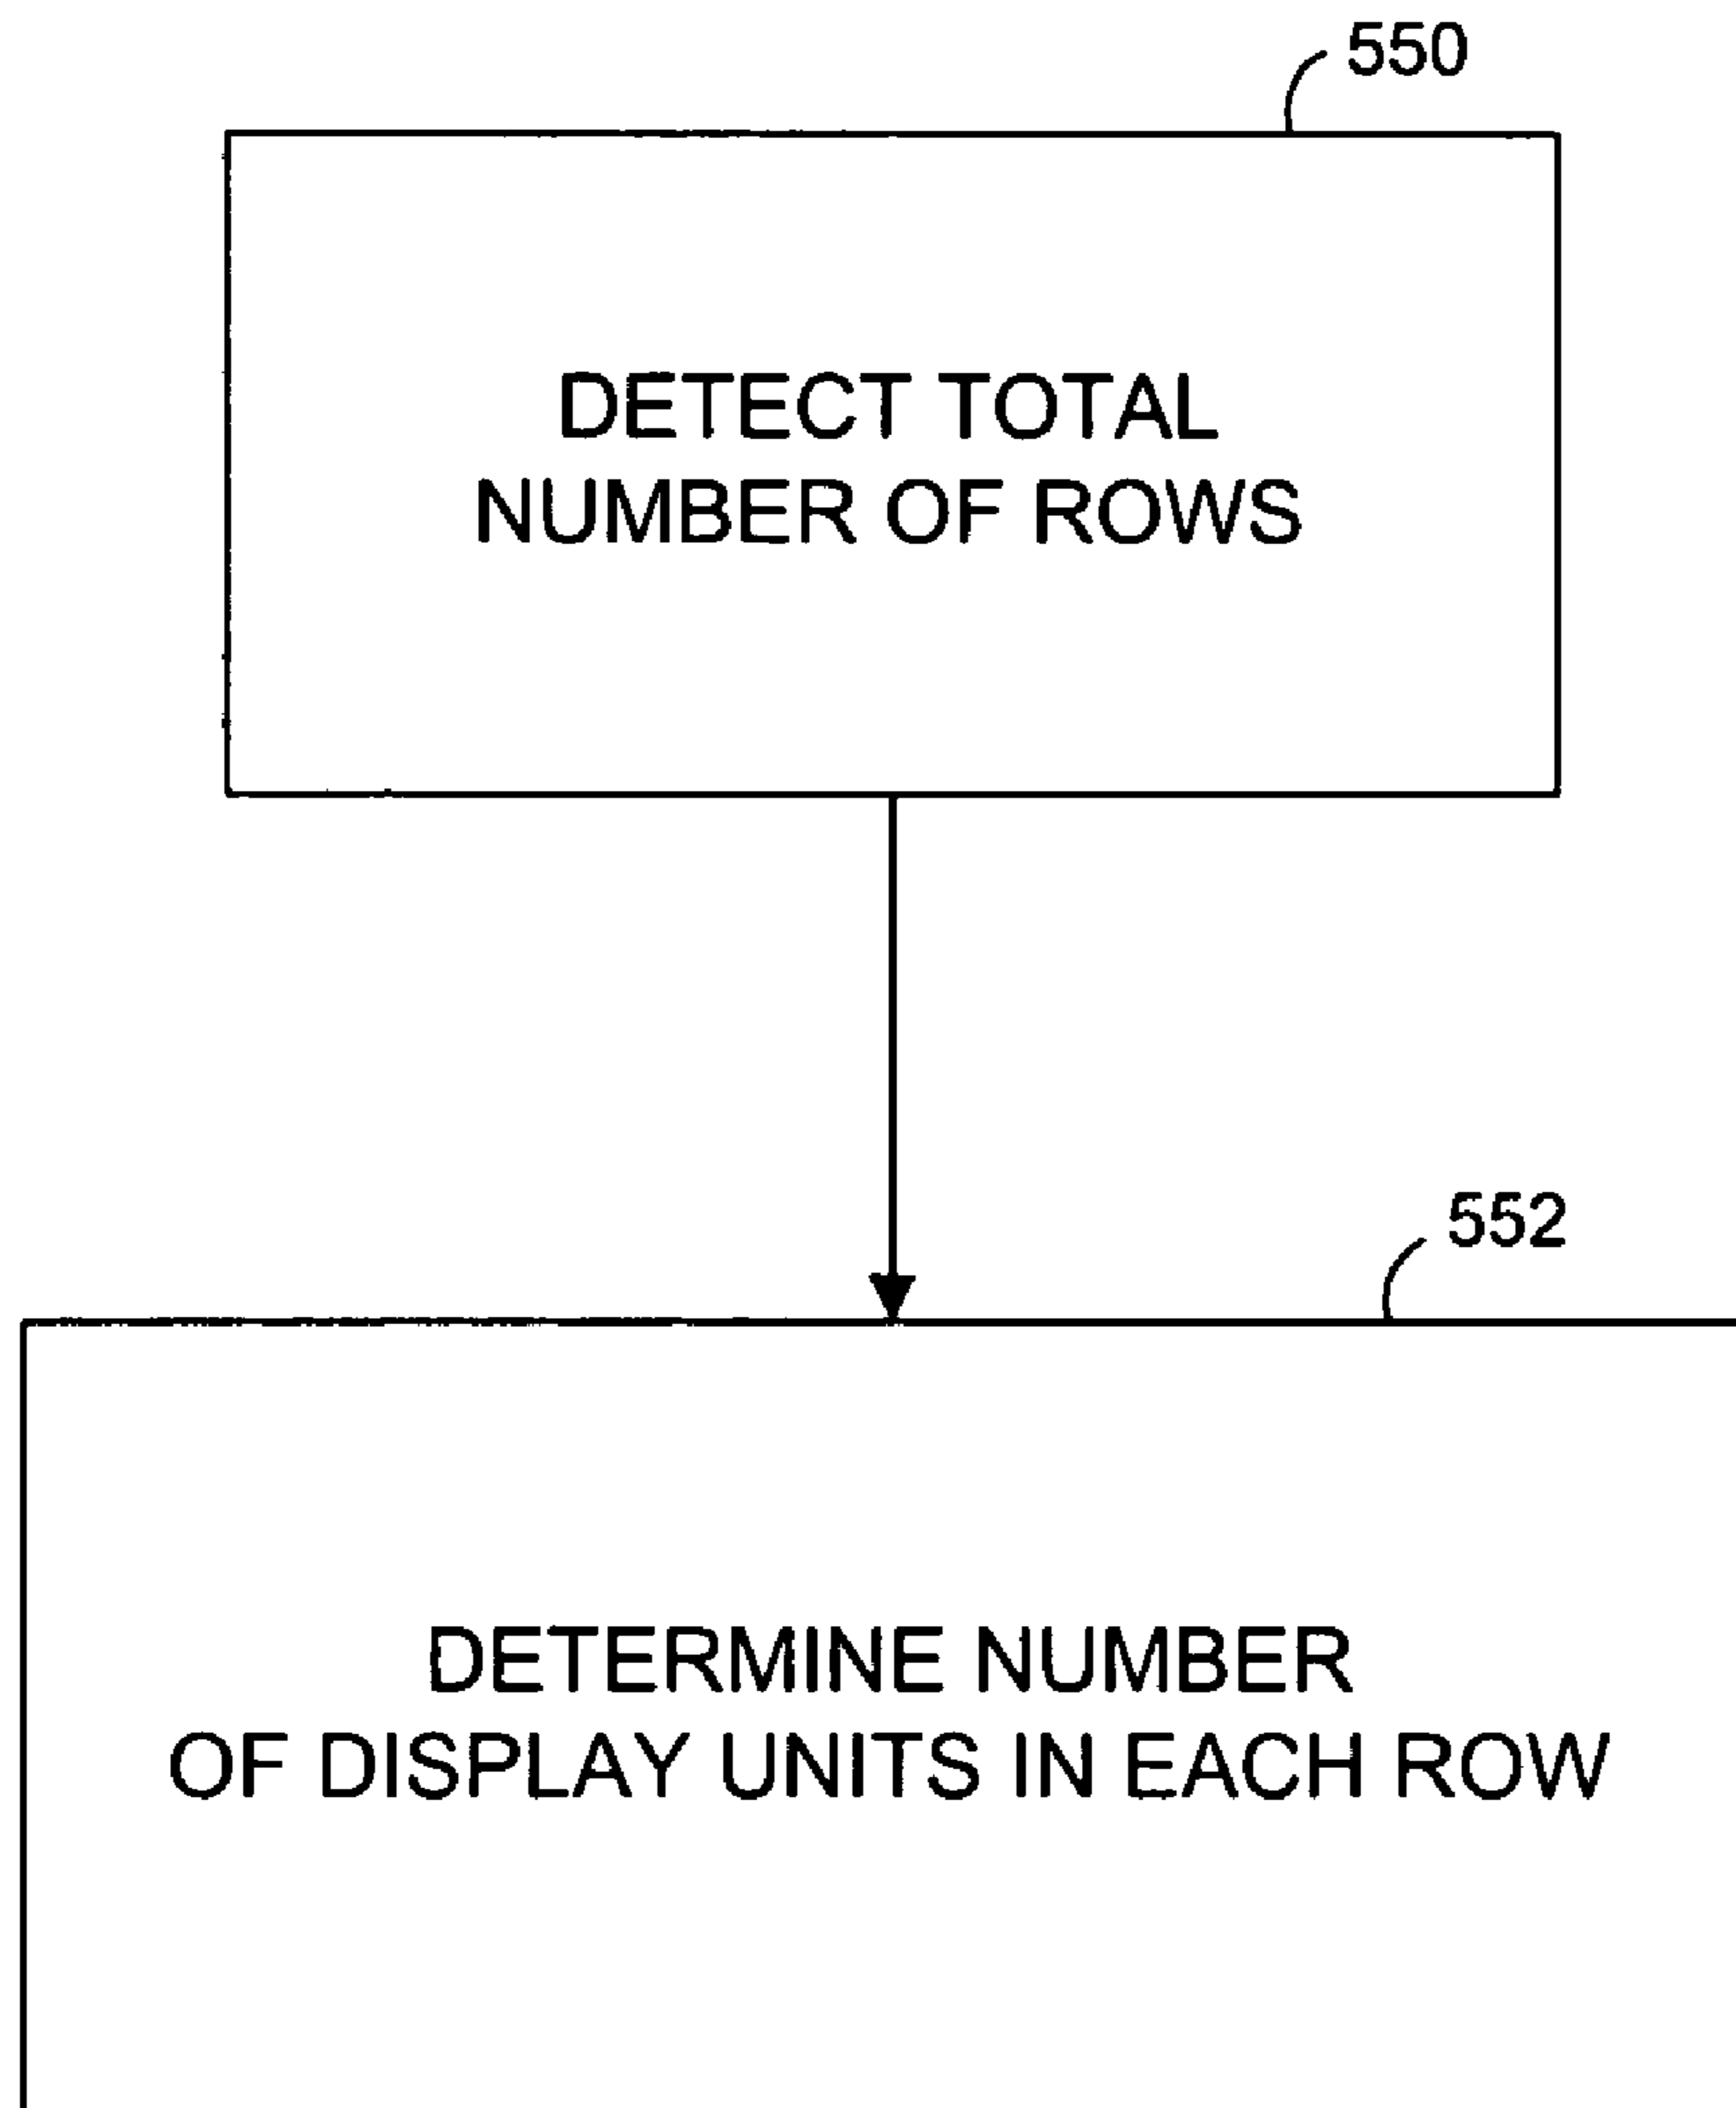 550
DETECT TOTAL
NUMBER OF ROWS
552
DETERMINE NUMBER
OF DISPLAY UNITS IN EACH ROW